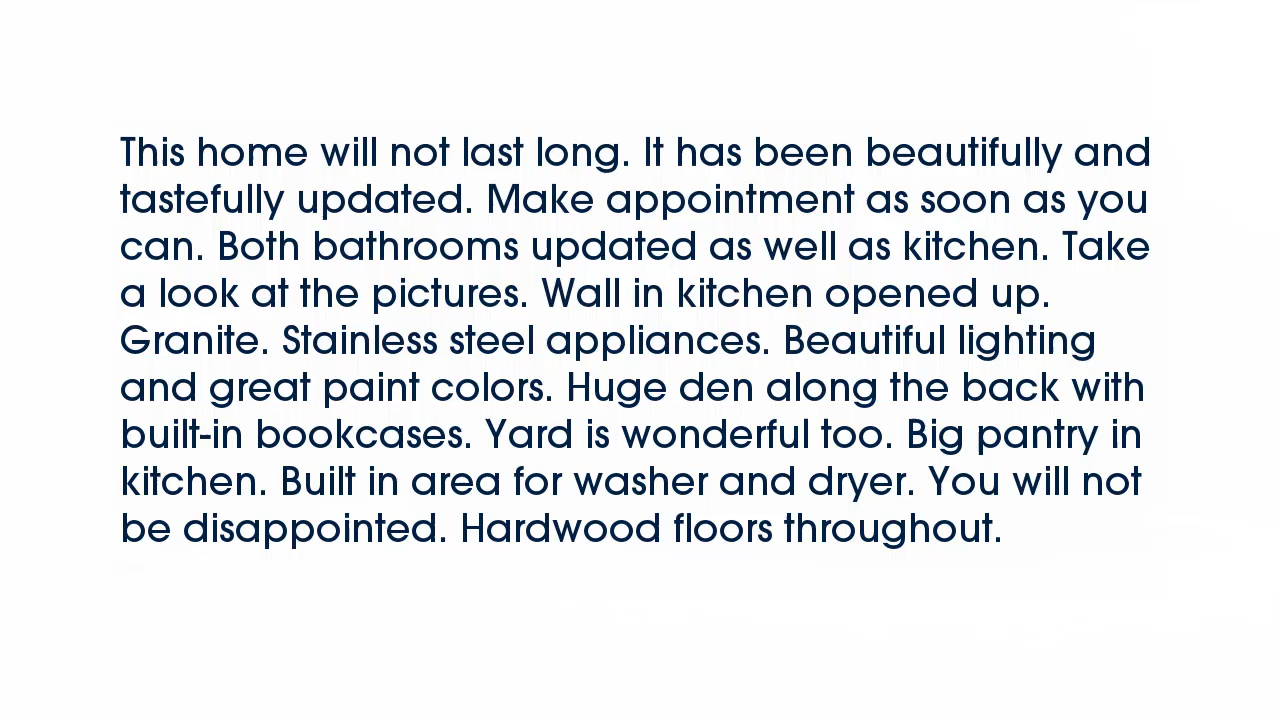 This home will not last long. It has been beautifully and
tastefully updated. Make appointment as soon as you
can. Both bathrooms updated as well as kitchen. Take
a look at the pictures. Wall in kitchen opened up.
Granite. Stainless steel appliances. Beautiful lighting
and great paint colors. Huge den along the back with
built-in bookcases. Yard is wonderful too. Big pantry in
kitchen. Built in area for washer and dryer. You will not
be disappointed. Hardwood floors throughout.